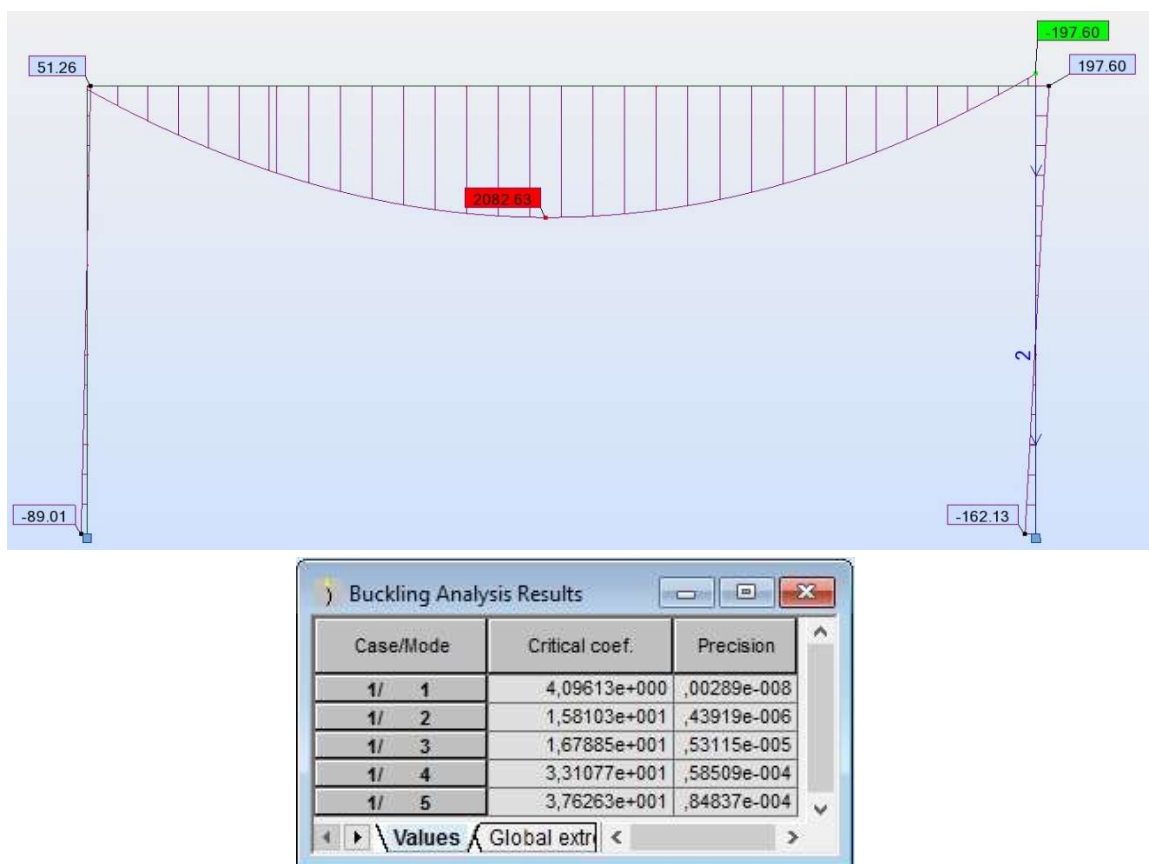 -197.60
51.26
197.60
2082.63
2
-89.01
-162.13
Buckling Analysis Results
Case/Mode Critical coef. Precision
1/ 1 4,09613e+000 ,00289e-008
1/ 2 1,58103e+001 ,43919e-006
1/ 3 1,67885e+001 ,53115e-005
1/ 4 3,31077e+001 ,58509e-004
1/ 5 3,76263e+001 ,84837e-004
Values Global extr